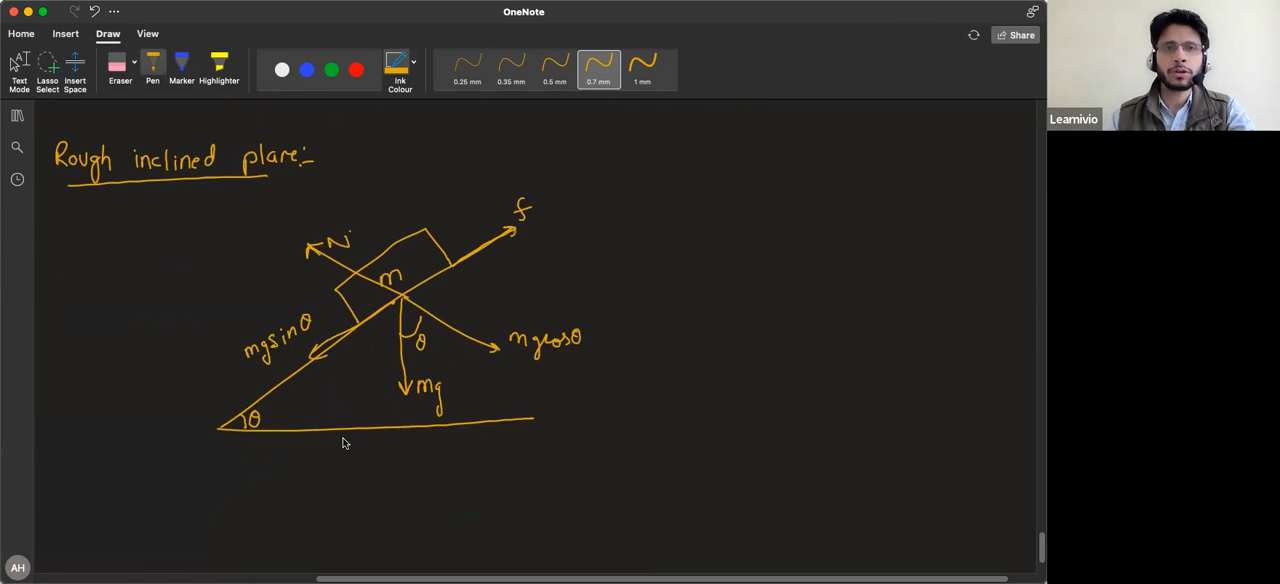 OneNote
Home Insert Draw View
Share
Text Mode
Lasso Select
Insert Space
Eraser
Pen
Marker
Highlighter
Ink Colour
0.25 mm
0.35 mm
0.5 mm
0.7 mm
1 mm
Learnivio
Rough inclined plane:-
f
N
m
mgsinθ
θ
mgcosθ
mg
θ
AH